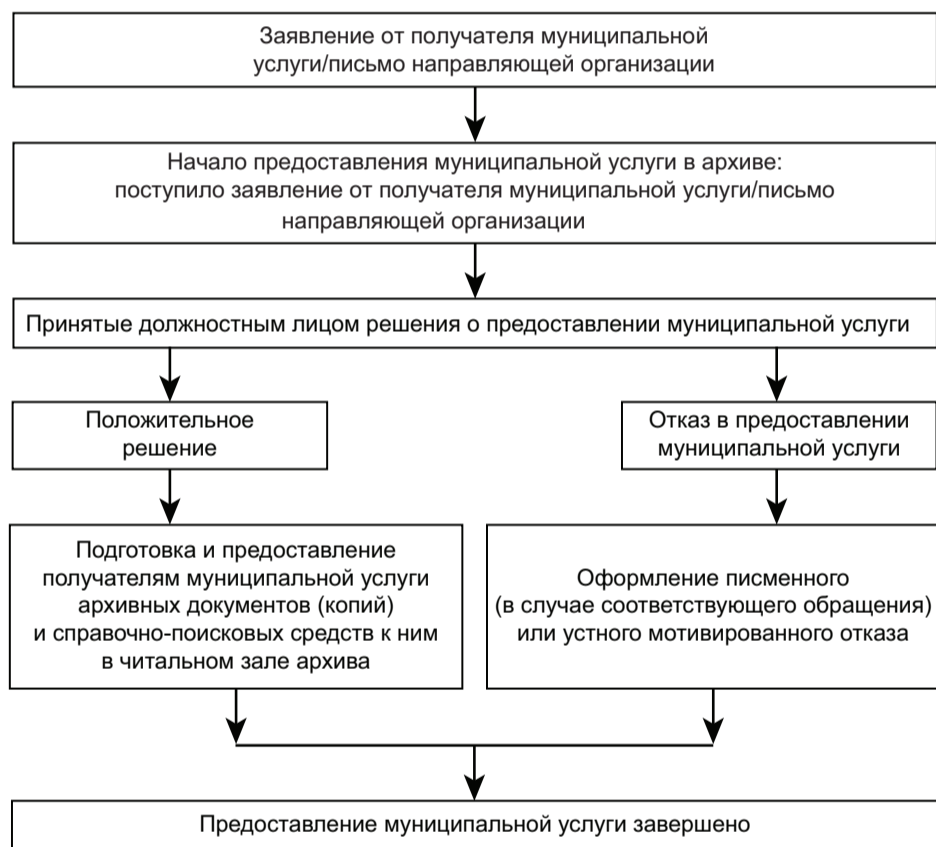 Заявление от получателя муниципальной
услуги/письмо направляющей организации
Начало предоставления муниципальной услуги в архиве:
поступило заявление от получателя муниципальной услуги/письмо
направляющей организации
Принятые должностным лицом решения о предоставлении муниципальной услуги
Положительное
решение
Отказ в предоставлении
муниципальной услуги
Подготовка и предоставление
получателям муниципальной услуги
архивных документов (копий)
и справочно-поисковых средств к ним
в читальном зале архива
Оформление писменного
(в случае соответствующего обращения)
или устного мотивированного отказа
Предоставление муниципальной услуги завершено